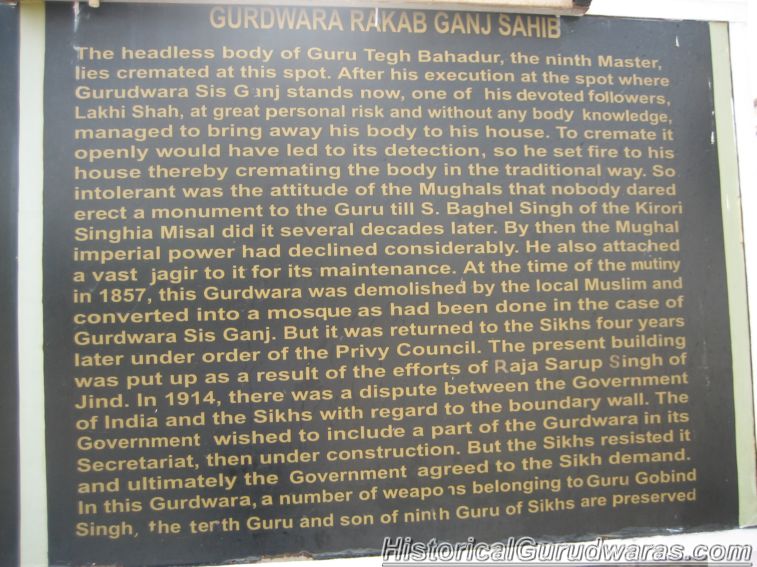 GURDWARA RAKAB GANJ SAHIB
The headless body of Guru Tegh Bahadur, the ninth Master,
lies cremated at this spot. After his execution at the spot where
Gurudwara Sis Ganj stands now, one of his devoted followers,
Lakhi Shah, at great personal risk and without any body knowledge,
managed to bring away his body to his house. To cremate it
openly would have led to its detection, so he set fire to his
house thereby cremating the body in the traditional way. So
intolerant was the attitude of the Mughals that nobody dared
erect a monument to the Guru till S. Baghel Singh of the Kirori
Singhia Misal did it several decades later. By then the Mughal
imperial power had declined considerably. He also attached
a vast jagir to it for its maintenance. At the time of the mutiny
in 1857, this Gurdwara was demolished by the local Muslim and
converted into a mosque as had been done in the case of
Gurdwara Sis Ganj. But it was returned to the Sikhs four years
later under order of the Privy Council. The present building
was put up as a result of the efforts of Raja Sarup Singh of
Jind. In 1914, there was a dispute between the Government
of India and the Sikhs with regard to the boundary wall. The
Government wished to include a part of the Gurdwara in its
Secretariat, then under construction. But the Sikhs resisted it
and ultimately the Government agreed to the Sikh demand.
In this Gurdwara, a number of weapons belonging to Guru Gobind
Singh, the tenth Guru and son of ninth Guru of Sikhs are preserved
HistoricalGurudwaras.com